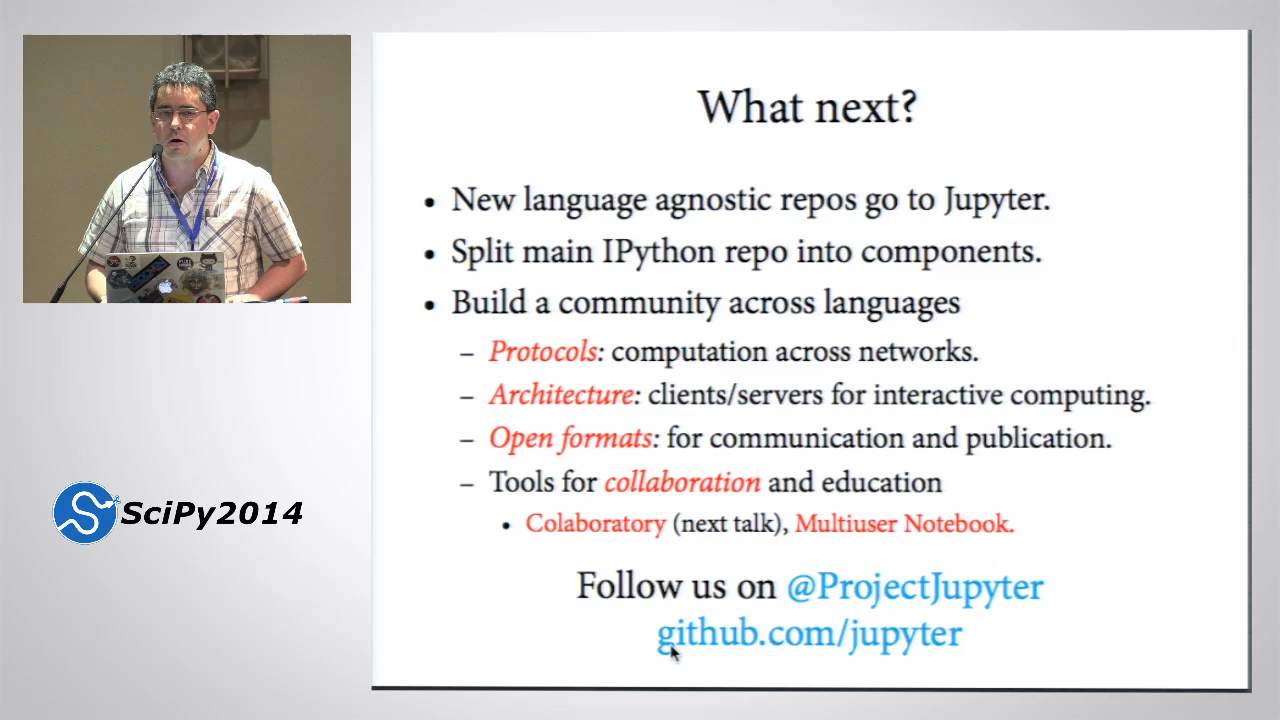 What next?
• New language agnostic repos go to Jupyter.
• Split main IPython repo into components.
• Build a community across languages
– Protocols: computation across networks.
– Architecture: clients/servers for interactive computing.
– Open formats: for communication and publication.
– Tools for collaboration and education
• Colaboratory (next talk), Multiuser Notebook.
Follow us on @ProjectJupyter
github.com/jupyter
SciPy2014